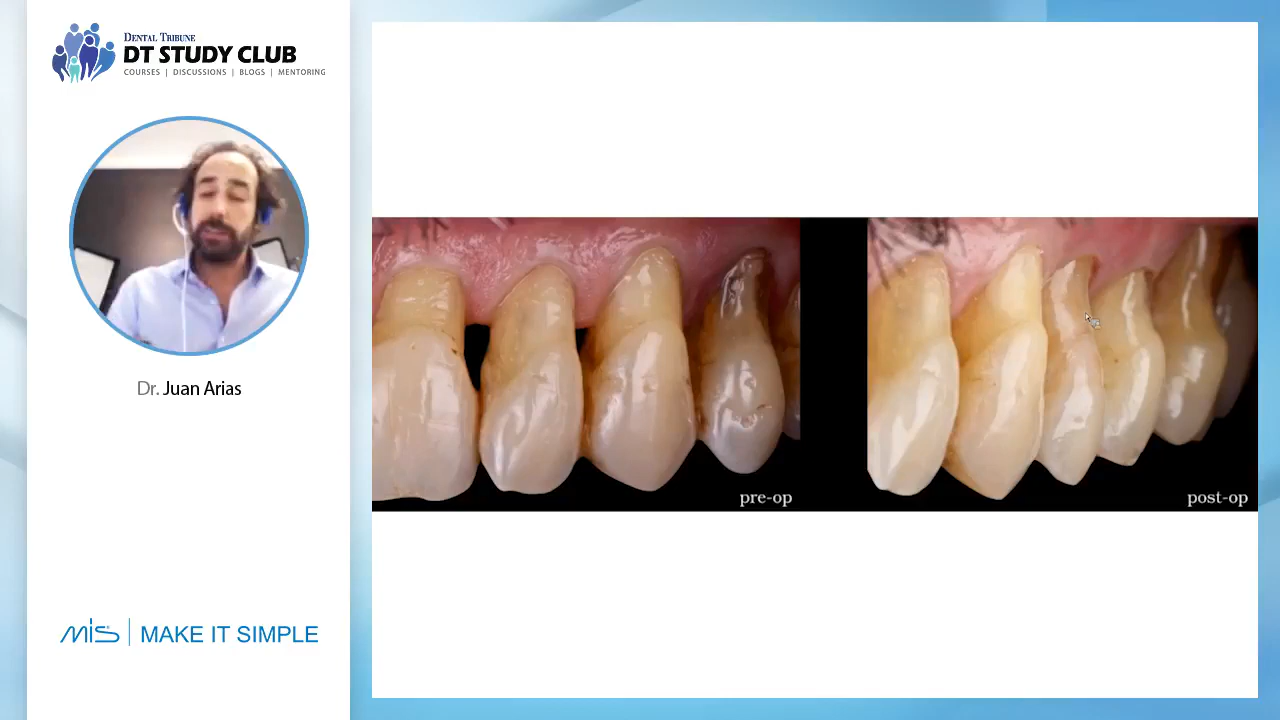 DENTAL TRIBUNE
DT STUDY CLUB
COURSES | DISCUSSIONS | BLOGS | MENTORING
Dr. Juan Arias
pre-op
post-op
mis | MAKE IT SIMPLE